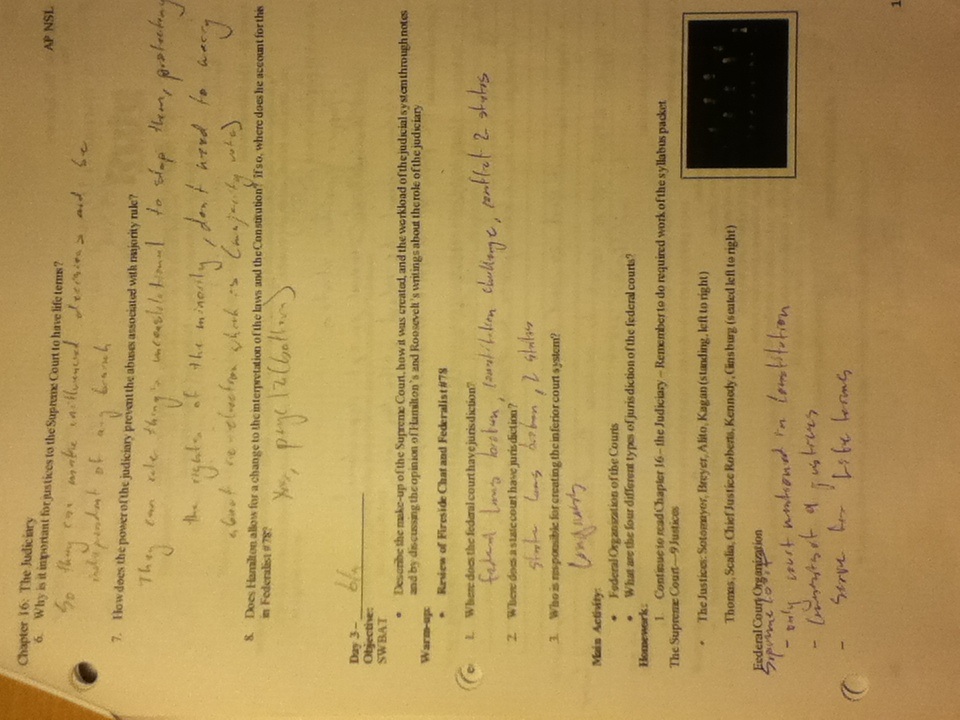 Chapter 16: The Judiciary
AP NSL
6. Why is it important for justices to the Supreme Court to have life terms?
So they can make uninfluenced decisions and be
independent of any branch
7. How does the power of the judiciary prevent the abuses associated with majority rule?
They can rule things unconstitutional to stop them, protecting
the rights of the minority, don't need to worry
about re-election which is (majority vote)
8. Does Hamilton allow for a change to the interpretation of the laws and the Constitution? If so, where does he account for this
in Federalist #78?
Yes, page 12 (bottom)
Day 3 –
Objective:
SWBAT
• Describe the make-up of the Supreme Court, how it was created, and the workload of the judicial system through notes
and by discussing the opinion of Hamilton's and Roosevelt's writings about the role of the judiciary
Warm-up:
• Review of Fireside Chat and Federalist #78
1. Where does the federal court have jurisdiction?
federal laws broken, constitution challenge, conflict 2 states
2. Where does a state court have jurisdiction?
state laws broken, 2 states
3. Who is responsible for creating the inferior court system?
Congress
Main Activity:
• Federal Organization of the Courts
• What are the four different types of jurisdiction of the federal courts?
Homework:
1. Continue to read Chapter 16 – the Judiciary – Remember to do required work of the syllabus packet
The Supreme Court—9 Justices
• The Justices: Sotomayor, Breyer, Alito, Kagan (standing, left to right)
Thomas, Scalia, Chief Justice Roberts, Kennedy, Ginsburg (seated left to right)
Federal Court Organization
Supreme Court
- only court mentioned in Constitution
- Consists of 9 justices
- Serve for life terms
1